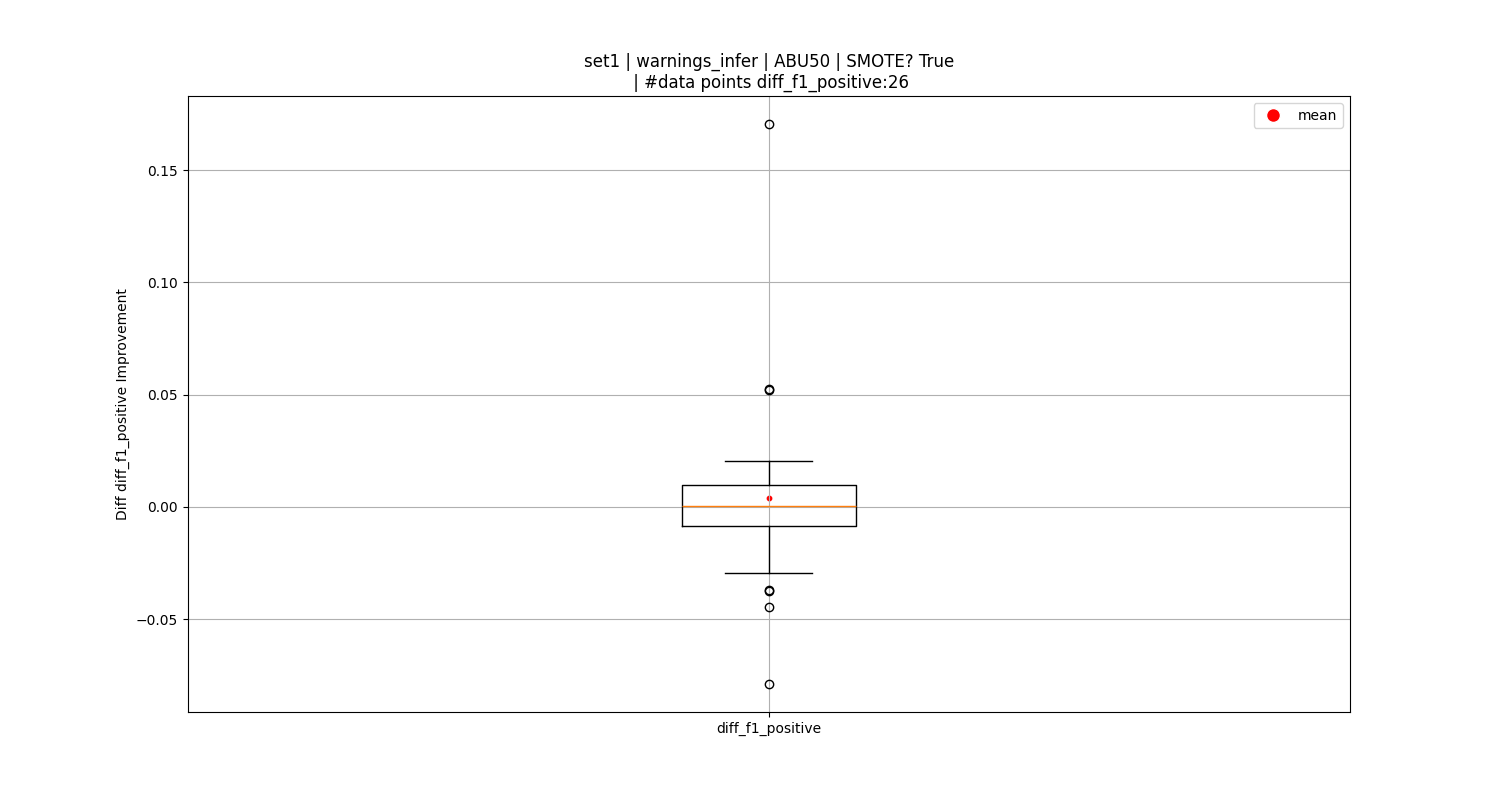 set1 | warnings_infer | ABU50 | SMOTE? True
| #data points diff_f1_positive:26
mean
0.15
0.10
0.05
0.00
−0.05
Diff diff_f1_positive Improvement
diff_f1_positive